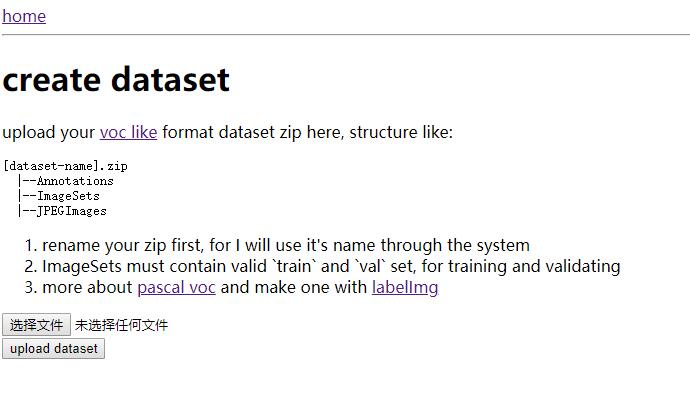 home
create dataset
upload your voc like format dataset zip here, structure like:
[dataset-name].zip
|--Annotations
|--ImageSets
|--JPEGImages
1. rename your zip first, for I will use it's name through the system
2. ImageSets must contain valid `train` and `val` set, for training and validating
3. more about pascal voc and make one with labelImg
选择文件 未选择任何文件
upload dataset